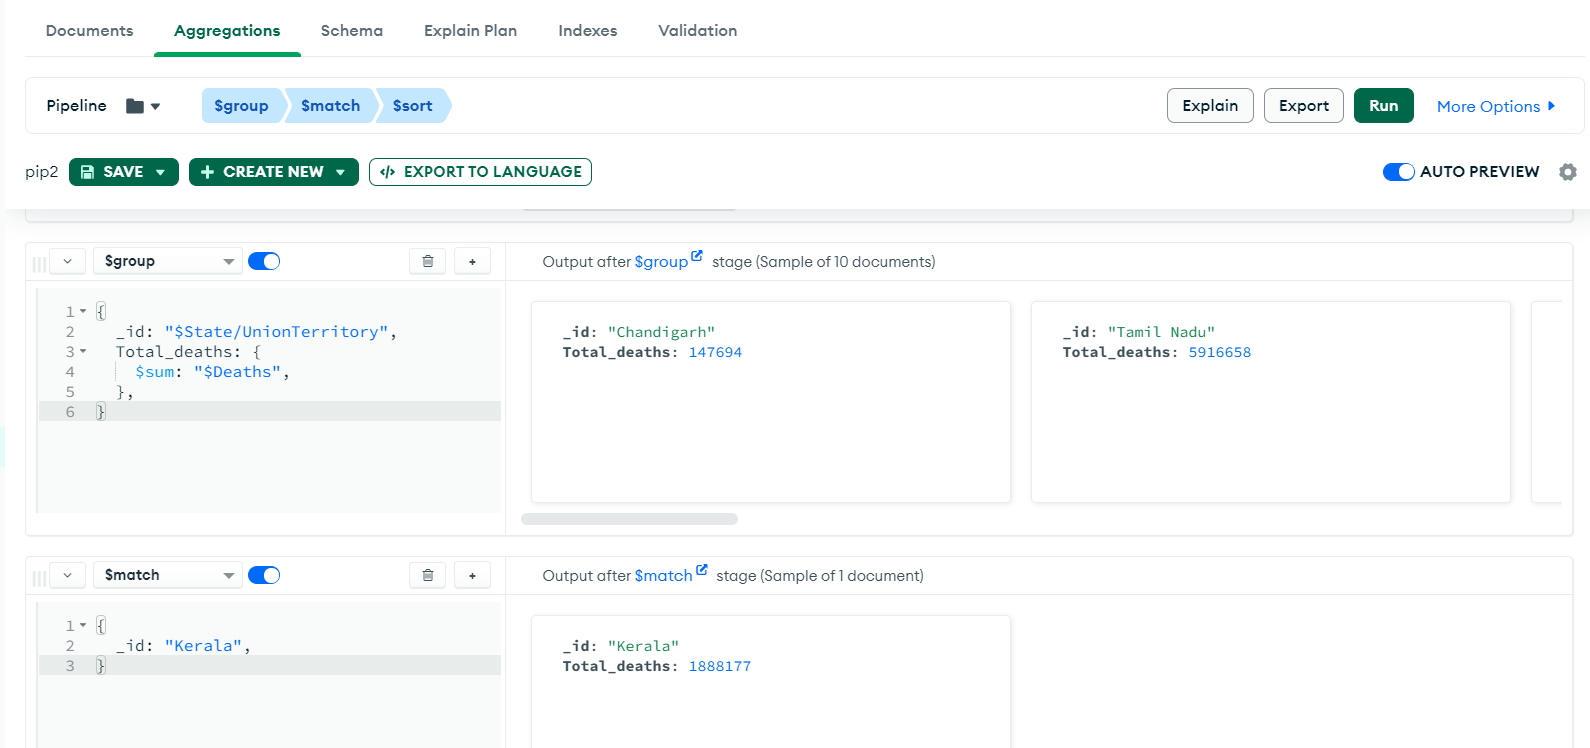 Documents Aggregations Schema Explain Plan Indexes Validation
Pipeline $group $match $sort Explain Export Run More Options
pip2 SAVE CREATE NEW EXPORT TO LANGUAGE AUTO PREVIEW
$group + Output after $group stage (Sample of 10 documents)
1 {
2 _id: "$State/UnionTerritory",
3 Total_deaths: {
4 $sum: "$Deaths",
5 },
6 }
_id: "Chandigarh"
Total_deaths: 147694
_id: "Tamil Nadu"
Total_deaths: 5916658
$match + Output after $match stage (Sample of 1 document)
1 {
2 _id: "Kerala",
3 }
_id: "Kerala"
Total_deaths: 1888177